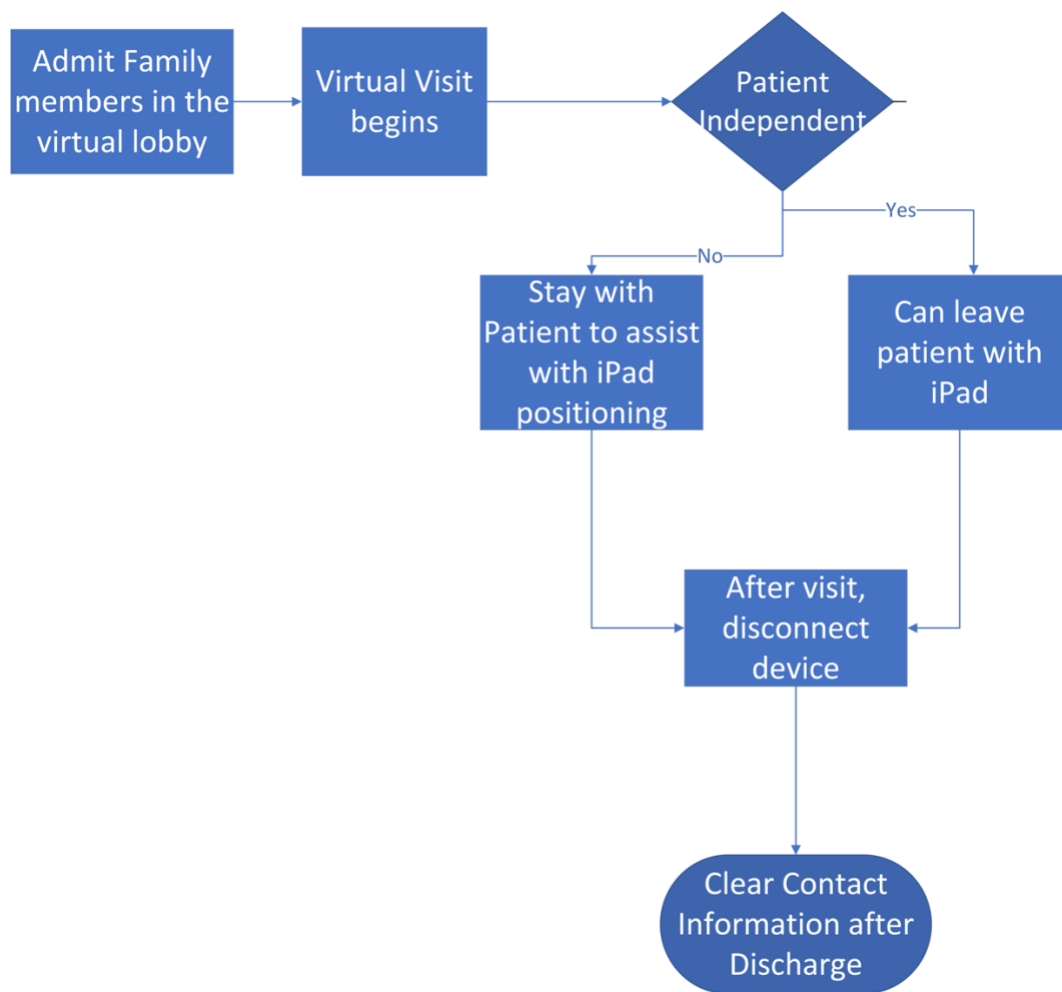 Admit Family
members in the
virtual lobby
Virtual Visit
begins
Patient
Independent
Yes
No
Stay with
Patient to assist
with iPad
positioning
Can leave
patient with
iPad
After visit,
disconnect
device
Clear Contact
Information after
Discharge